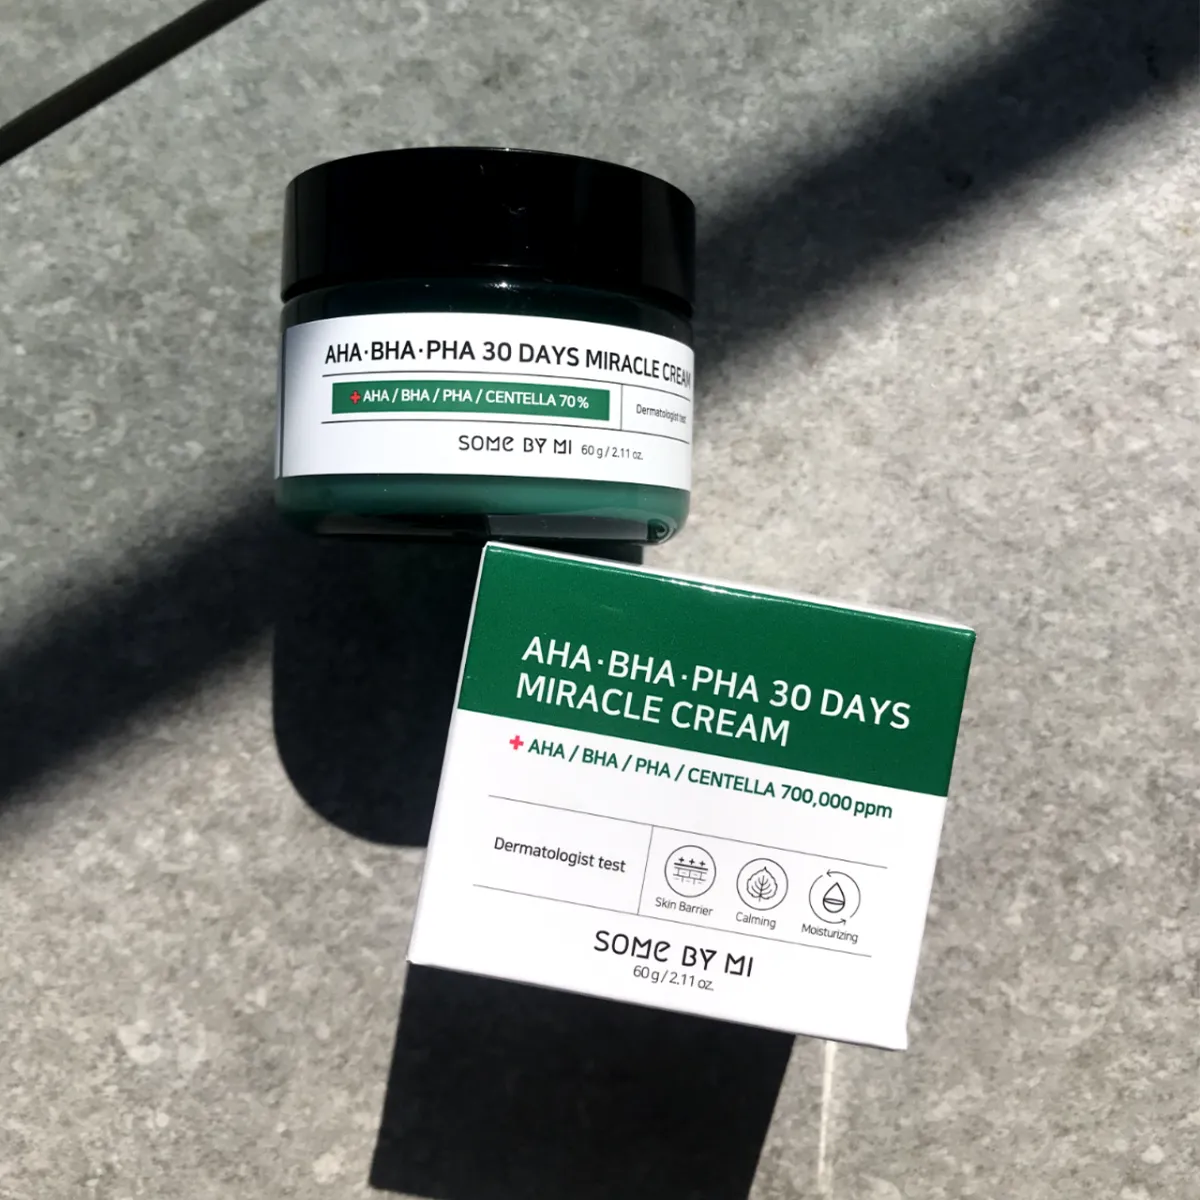 AHA·BHA·PHA 30 DAYS MIRACLE CREAM
+ AHA / BHA / PHA / CENTELLA 70%
Dermatologist test
SOME BY MI 60g / 2.11 oz.
AHA·BHA·PHA 30 DAYS
MIRACLE CREAM
+ AHA / BHA / PHA / CENTELLA 700,000ppm
Dermatologist test
Skin Barrier
Calming
Moisturizing
SOME BY MI
60g / 2.11 oz.